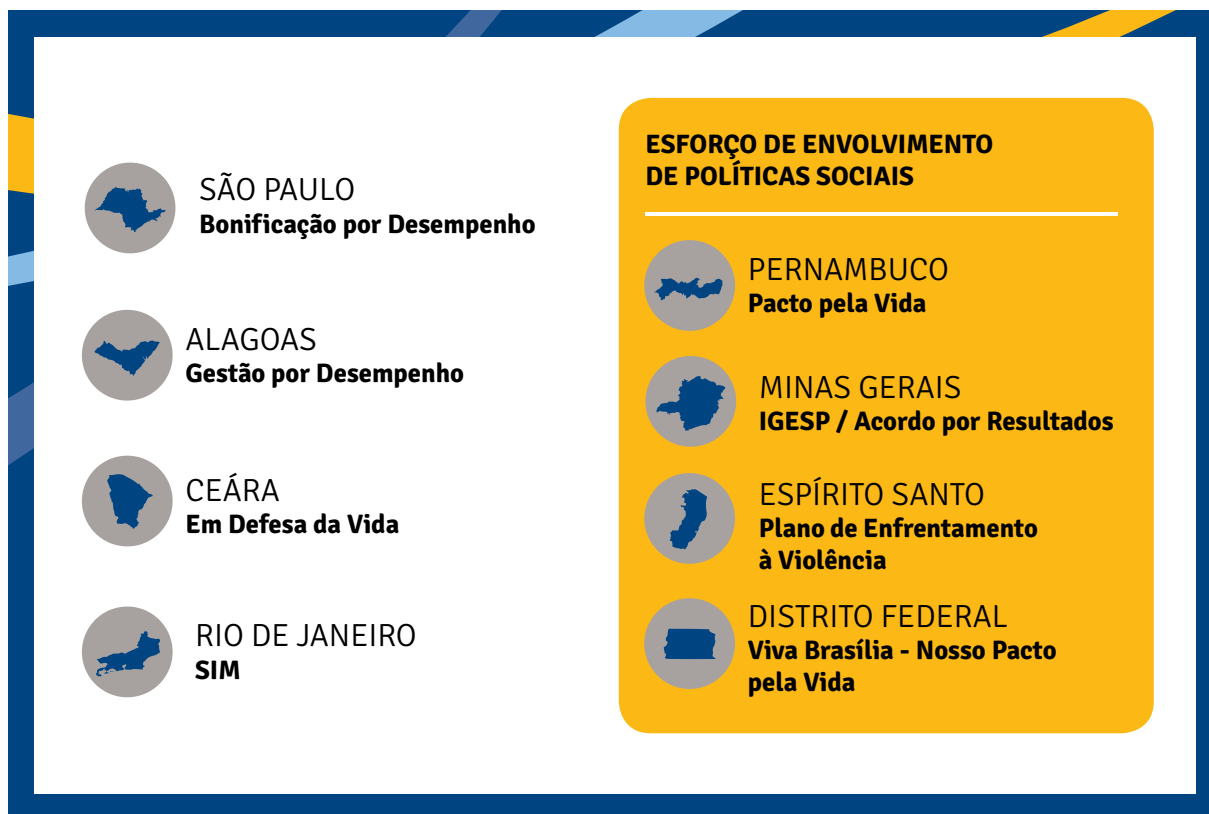 SÃO PAULO
Bonificação por Desempenho
ALAGOAS
Gestão por Desempenho
CEÁRA
Em Defesa da Vida
RIO DE JANEIRO
SIM
ESFORÇO DE ENVOLVIMENTO
DE POLÍTICAS SOCIAIS
PERNAMBUCO
Pacto pela Vida
MINAS GERAIS
IGESP / Acordo por Resultados
ESPÍRITO SANTO
Plano de Enfrentamento
à Violência
DISTRITO FEDERAL
Viva Brasília - Nosso Pacto
pela Vida